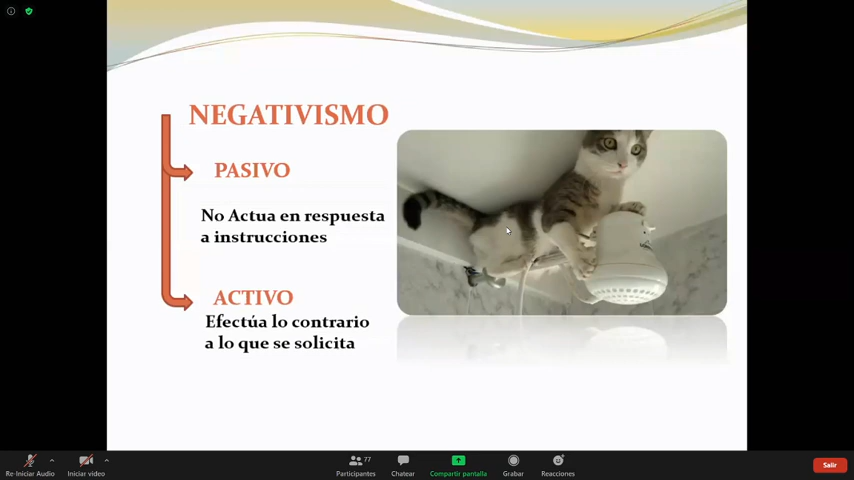 NEGATIVISMO
PASIVO
No Actua en respuesta
a instrucciones
ACTIVO
Efectúa lo contrario
a lo que se solicita
Re-Iniciar Audio
Iniciar video
77
Participantes
Chatear
Compartir pantalla
Grabar
Reacciones
Salir